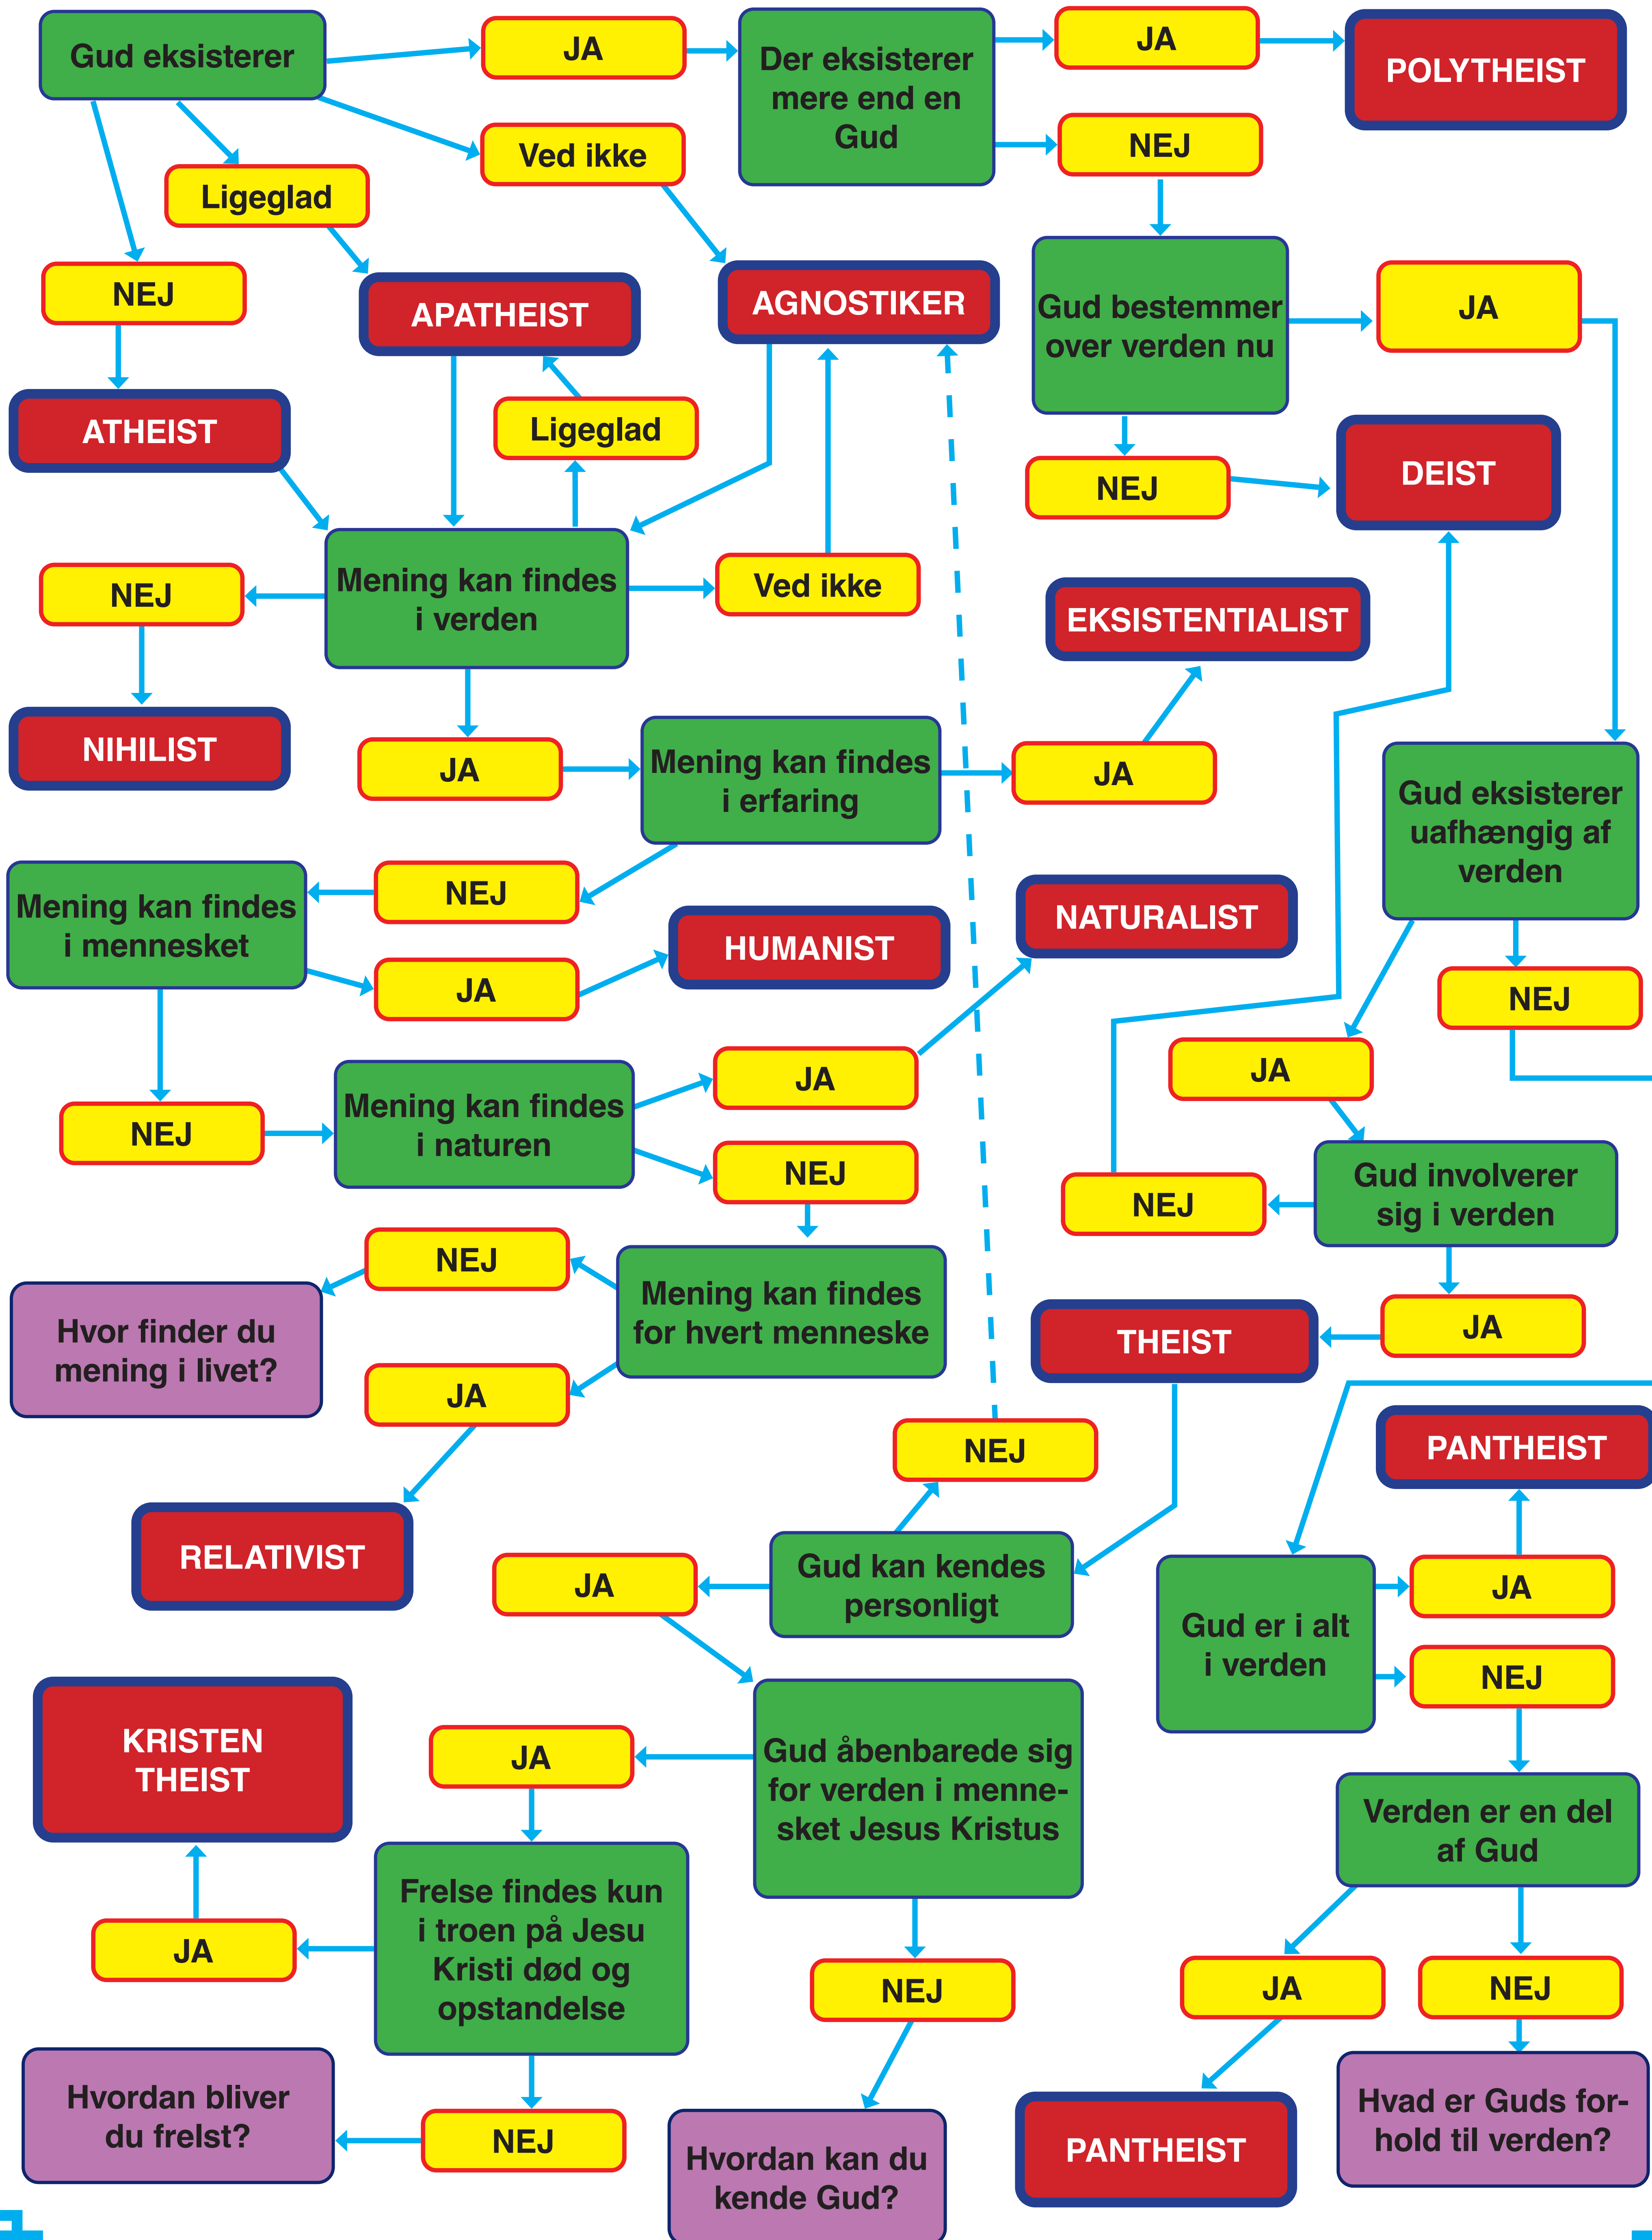 Gud eksisterer
JA
Der eksisterer
mere end en
Gud
JA
POLYTHEIST
Ved ikke
NEJ
Ligeglad
NEJ
APATHEIST
AGNOSTIKER
Gud bestemmer
over verden nu
JA
ATHEIST
Ligeglad
NEJ
DEIST
NEJ
Mening kan findes
i verden
Ved ikke
EKSISTENTIALIST
NIHILIST
JA
Mening kan findes
i erfaring
JA
Gud eksisterer
uafhængig af
verden
Mening kan findes
i mennesket
NEJ
JA
HUMANIST
NATURALIST
NEJ
NEJ
Mening kan findes
i naturen
JA
NEJ
JA
NEJ
Gud involverer
sig i verden
NEJ
Hvor finder du
mening i livet?
Mening kan findes
for hvert menneske
JA
THEIST
JA
NEJ
PANTHEIST
RELATIVIST
JA
Gud kan kendes
personligt
Gud er i alt
i verden
JA
NEJ
KRISTEN
THEIST
JA
Gud åbenbarede sig
for verden i menne-
sket Jesus Kristus
Verden er en del
af Gud
JA
Frelse findes kun
i troen på Jesu
Kristi død og
opstandelse
NEJ
JA
NEJ
Hvordan bliver
du frelst?
NEJ
Hvordan kan du
kende Gud?
PANTHEIST
Hvad er Guds for-
hold til verden?